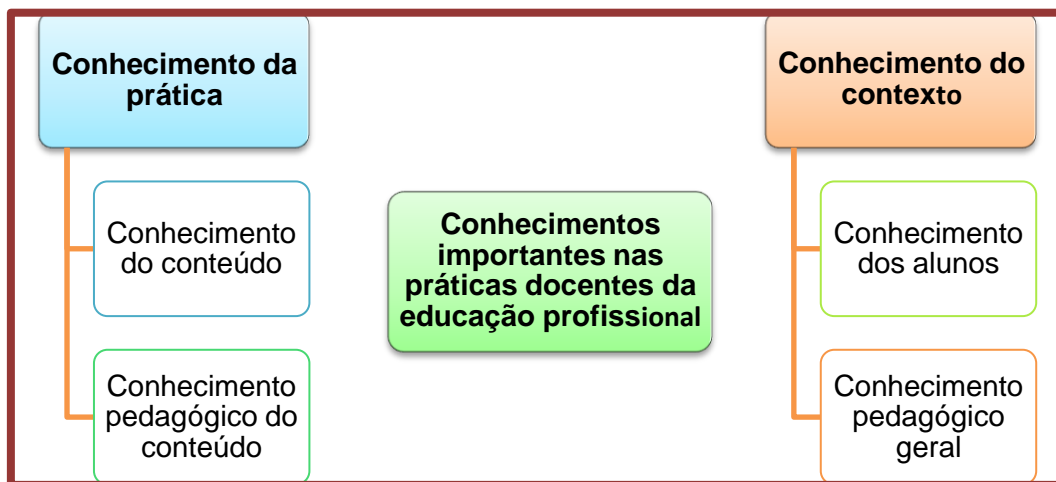 Conhecimento da
prática
Conhecimento
do conteúdo
Conhecimento
pedagógico do
conteúdo
Conhecimentos
importantes nas
práticas docentes da
educação profissional
Conhecimento do
contexto
Conhecimento
dos alunos
Conhecimento
pedagógico
geral